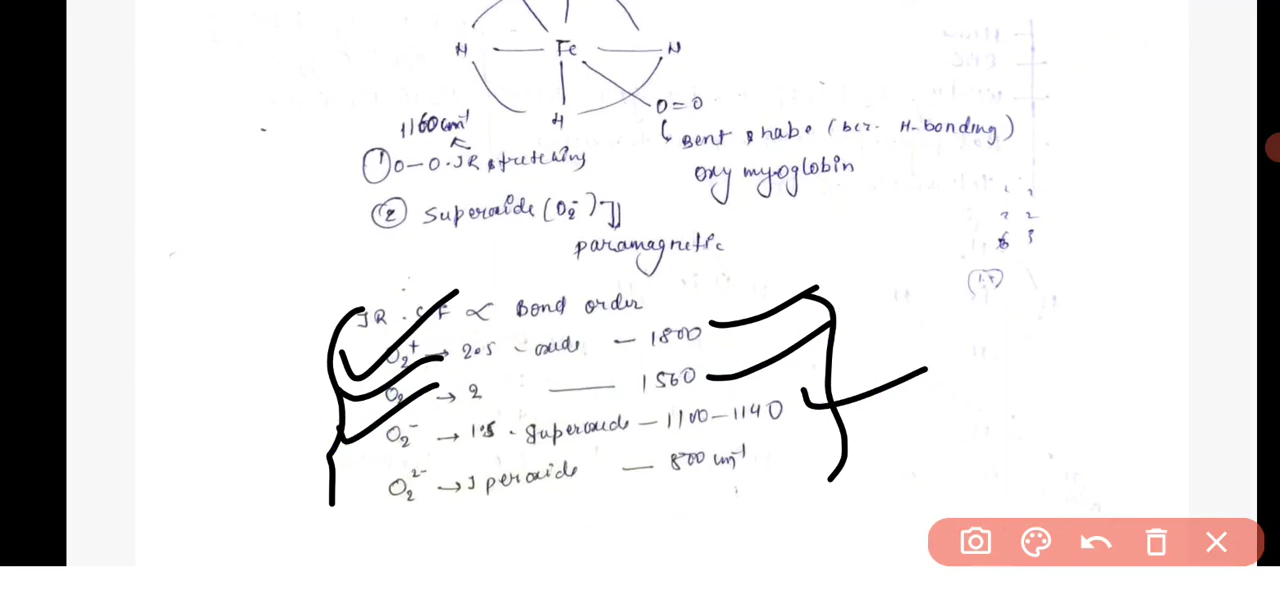 N — Fe — N
O=O
1160 cm⁻¹
H
Bent shape (bcz. H-bonding)
① O-O. IR stretching
oxy myoglobin
② superoxide (O₂⁻) ⇒
paramagnetic
IR. S.F ∝ Bond order
O₂⁺ → 2.5 - oxide — 1800
O₂ → 2 — 1560
O₂⁻ → 1.5 - superoxide — 1100-1140
O₂²⁻ → 1 peroxide — 800 cm⁻¹